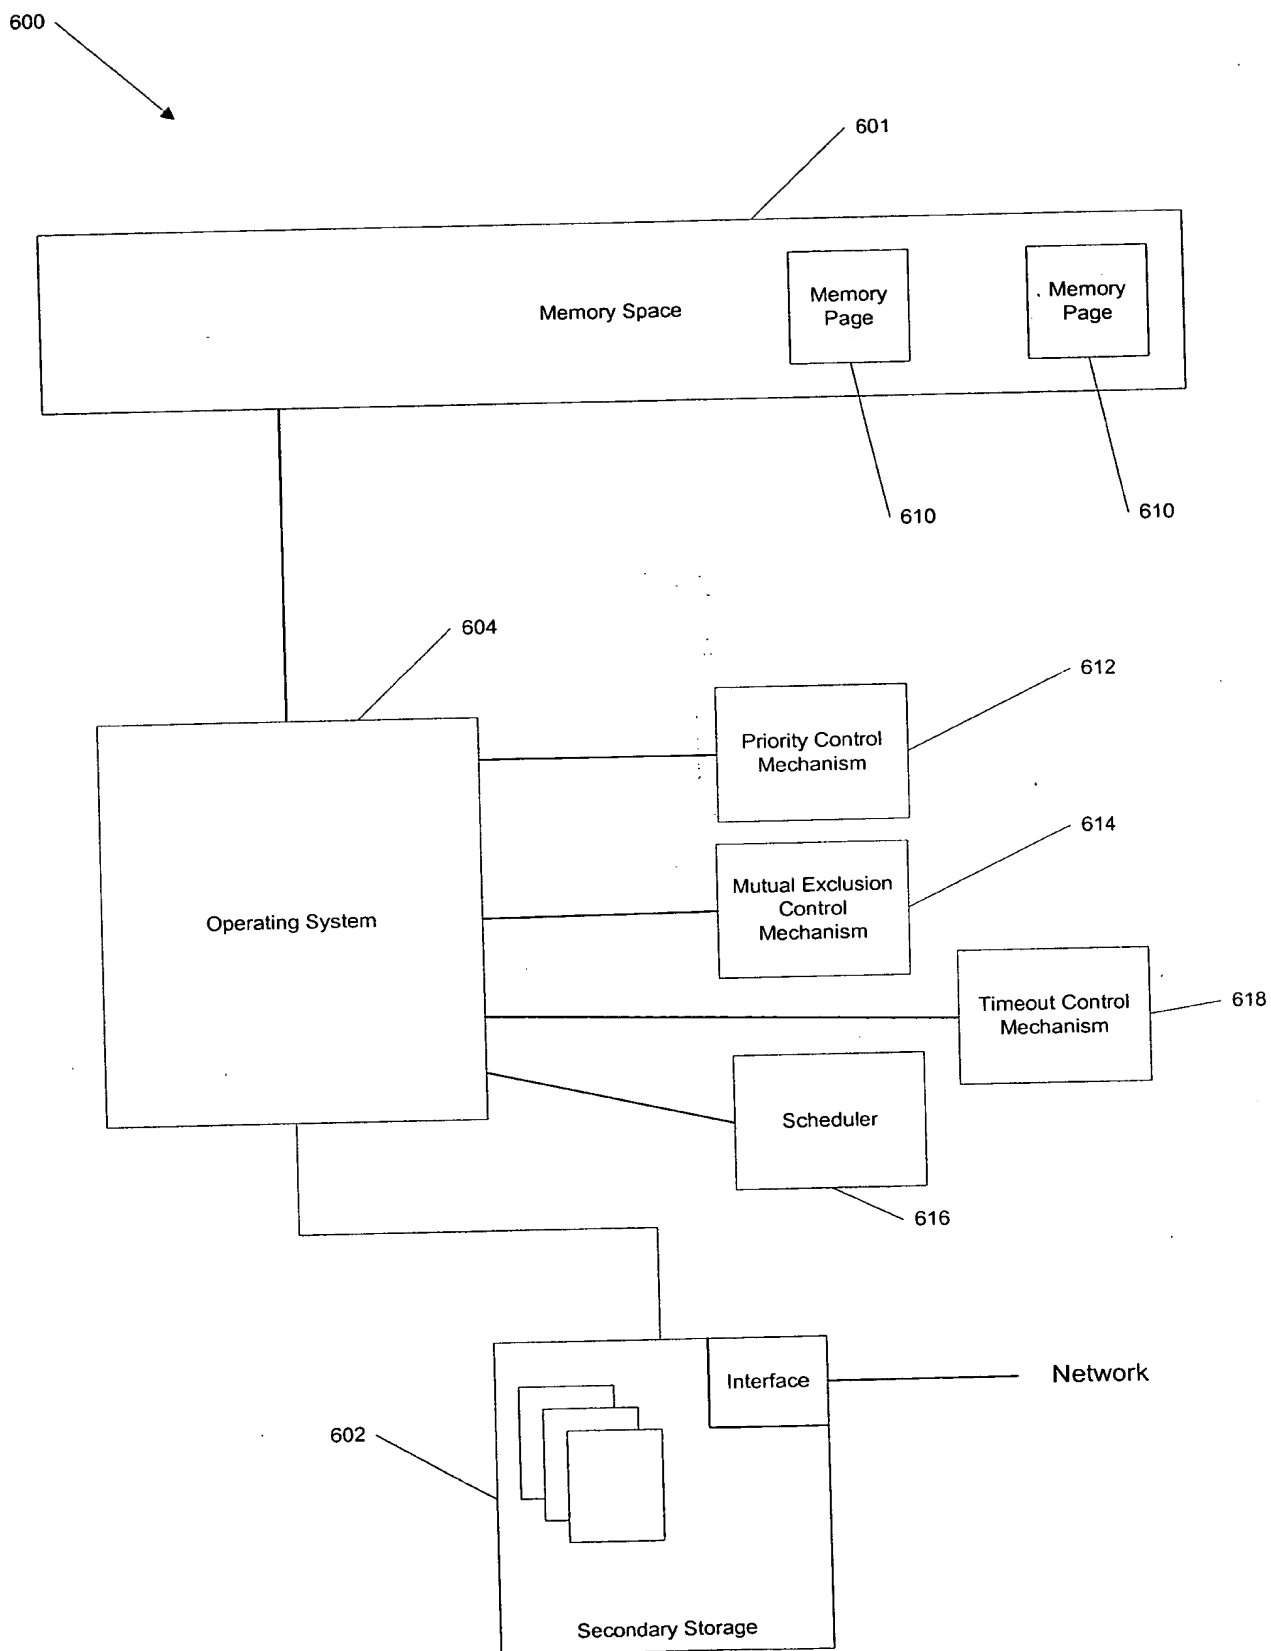 600
601
Memory Space
Memory
Page
Memory
Page
610
610
604
612
Priority Control
Mechanism
614
Mutual Exclusion
Control
Mechanism
Operating System
Timeout Control
Mechanism
618
Scheduler
616
Interface
Network
602
Secondary Storage